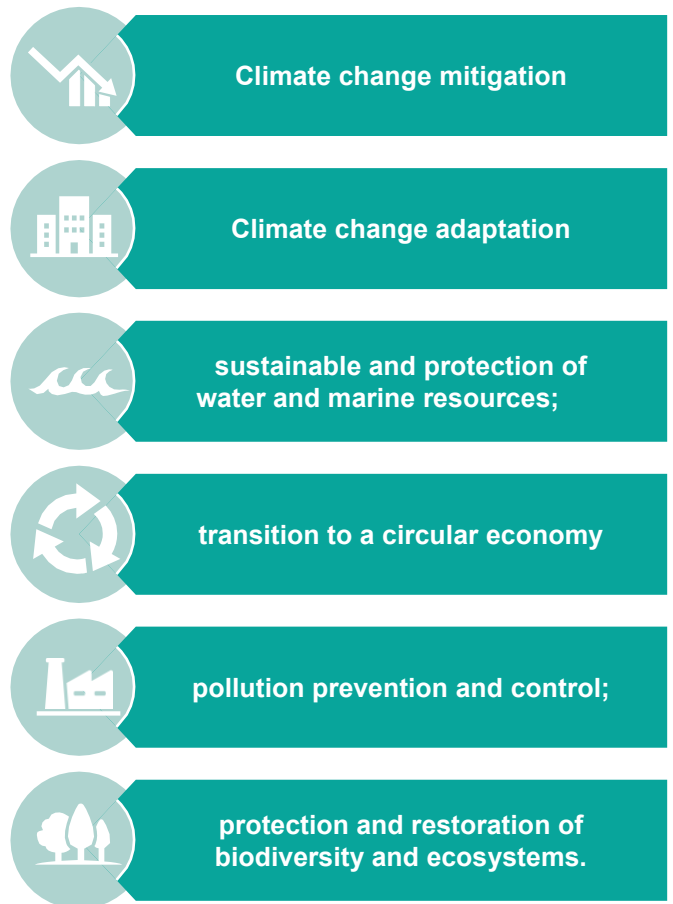 Climate change mitigation
Climate change adaptation
sustainable and protection of
water and marine resources;
transition to a circular economy
pollution prevention and control;
protection and restoration of
biodiversity and ecosystems.